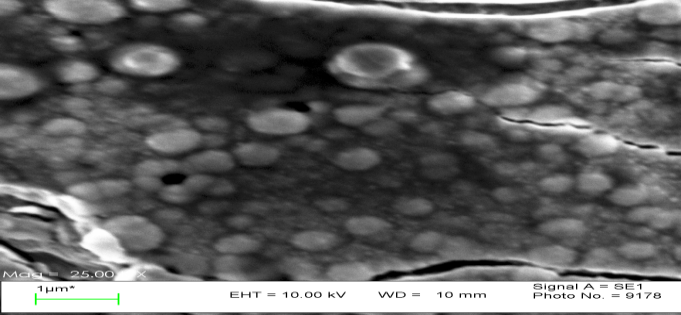 Mag = 25.00 X
1µm*
EHT = 10.00 kV
WD = 10 mm
Signal A = SE1
Photo No. = 9178